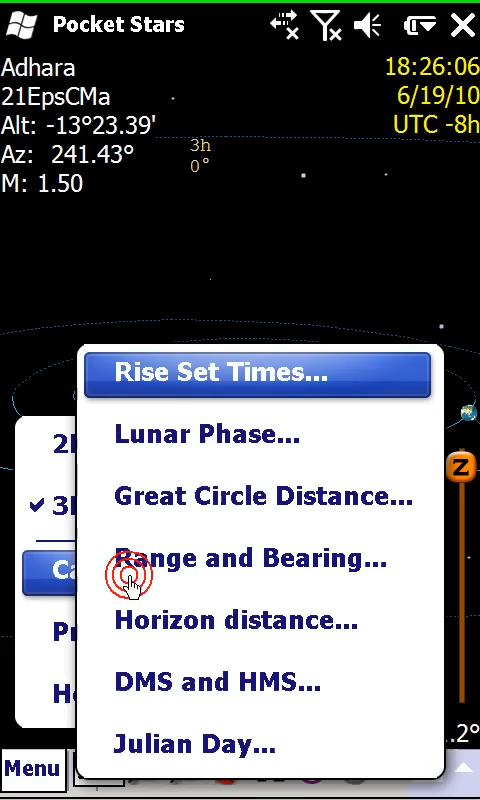 Pocket Stars
Adhara
21EpsCMa
Alt: -13°23.39'
Az: 241.43°
M: 1.50
18:26:06
6/19/10
UTC -8h
3h
0°
Rise Set Times...
Lunar Phase...
Great Circle Distance...
Range and Bearing...
Horizon distance...
DMS and HMS...
Julian Day...
Z
Menu